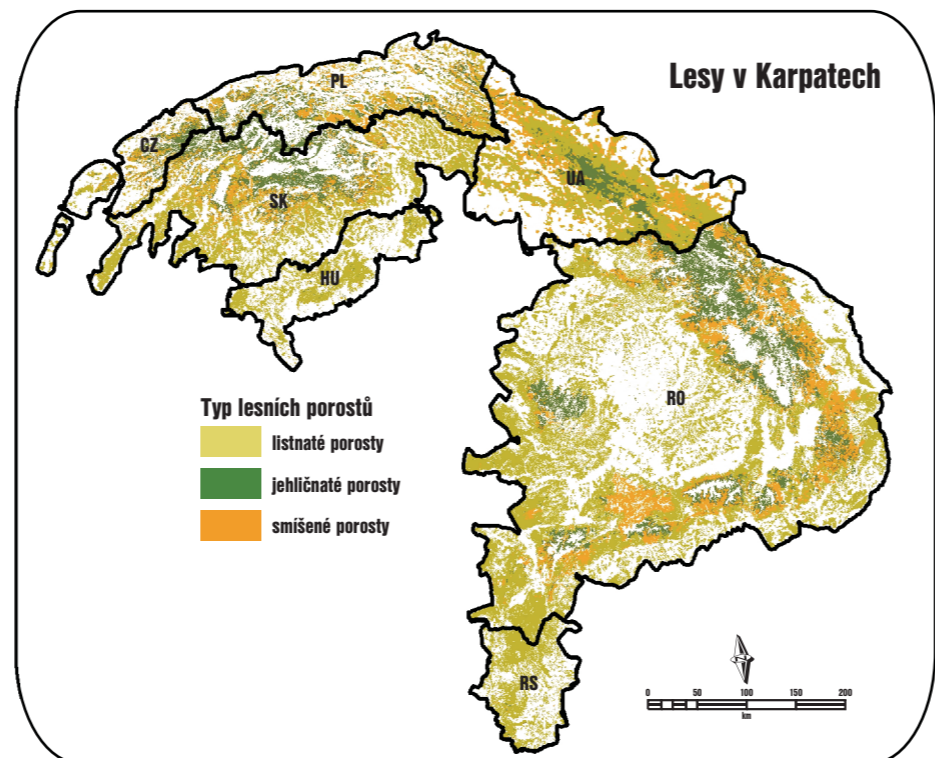 Lesy v Karpatech
PL
CZ
SK
UA
HU
RO
RS
Typ lesních porostů
listnaté porosty
jehličnaté porosty
smíšené porosty
0 50 100 150 200
km